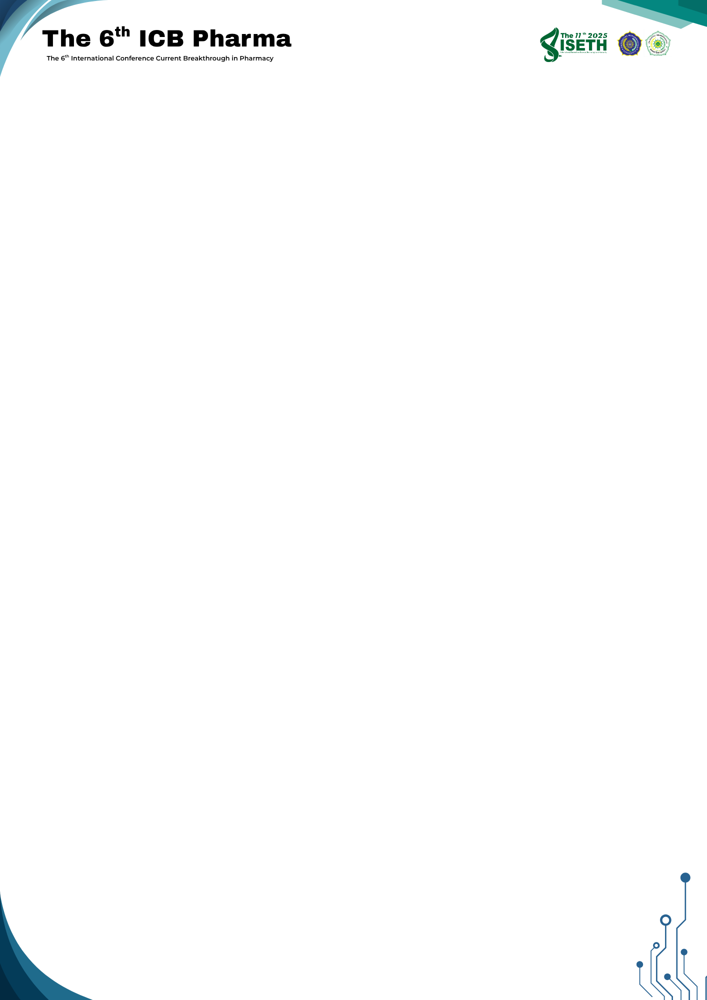 The 6th ICB Pharma
The 6th International Conference Current Breakthrough in Pharmacy
The 11th 2025
ISETH